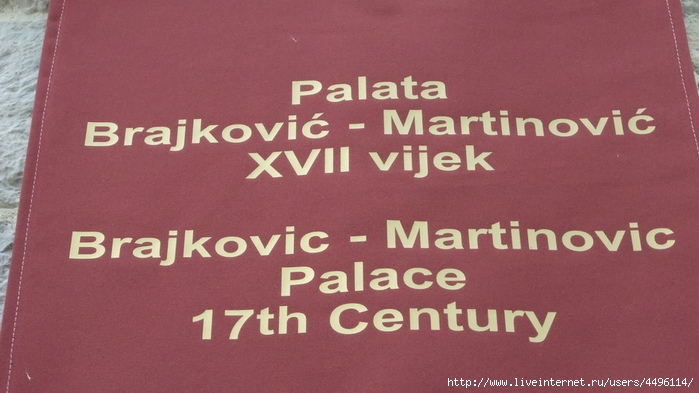 Palata
Brajković - Martinović
XVII vijek
Brajkovic - Martinovic
Palace
17th Century
http://www.liveinternet.ru/users/4496114/